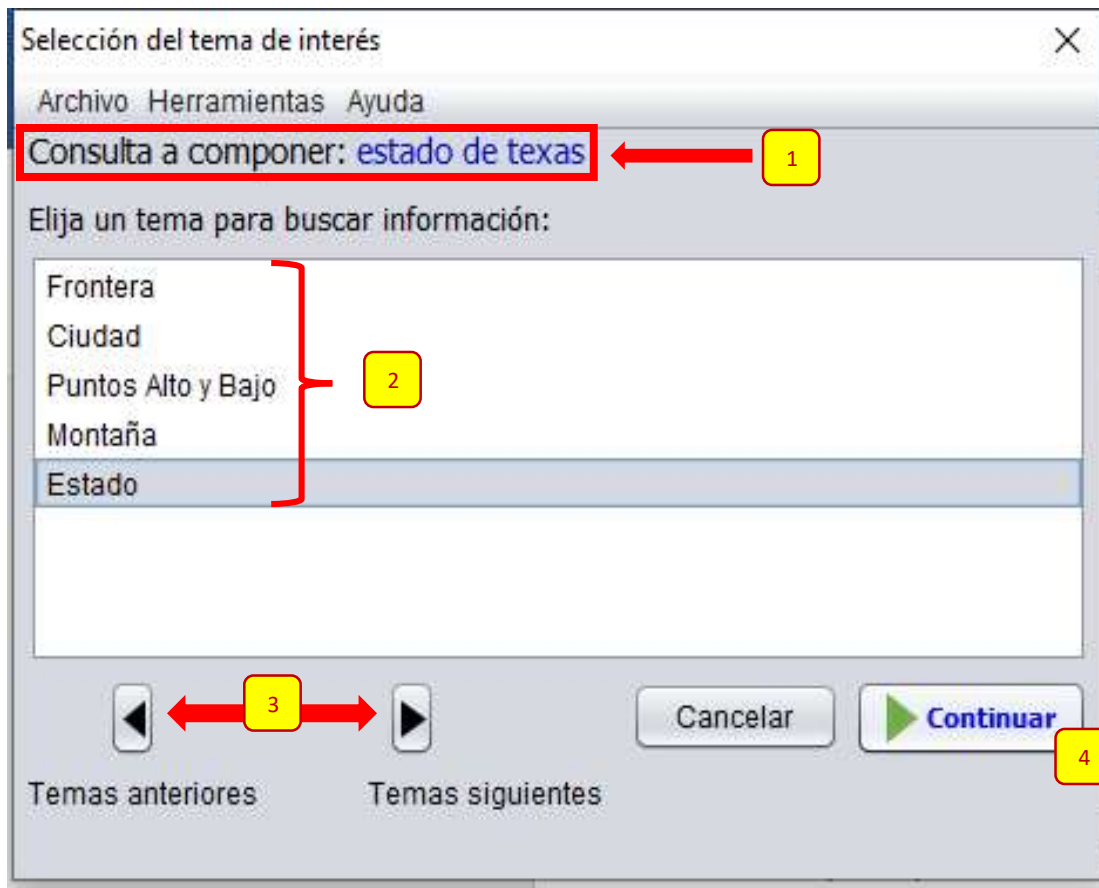 Selección del tema de interés
Archivo Herramientas Ayuda
Consulta a componer: estado de texas
1
Elija un tema para buscar información:
Frontera
Ciudad
Puntos Alto y Bajo
2
Montaña
Estado
3
Cancelar
Continuar
4
Temas anteriores
Temas siguientes